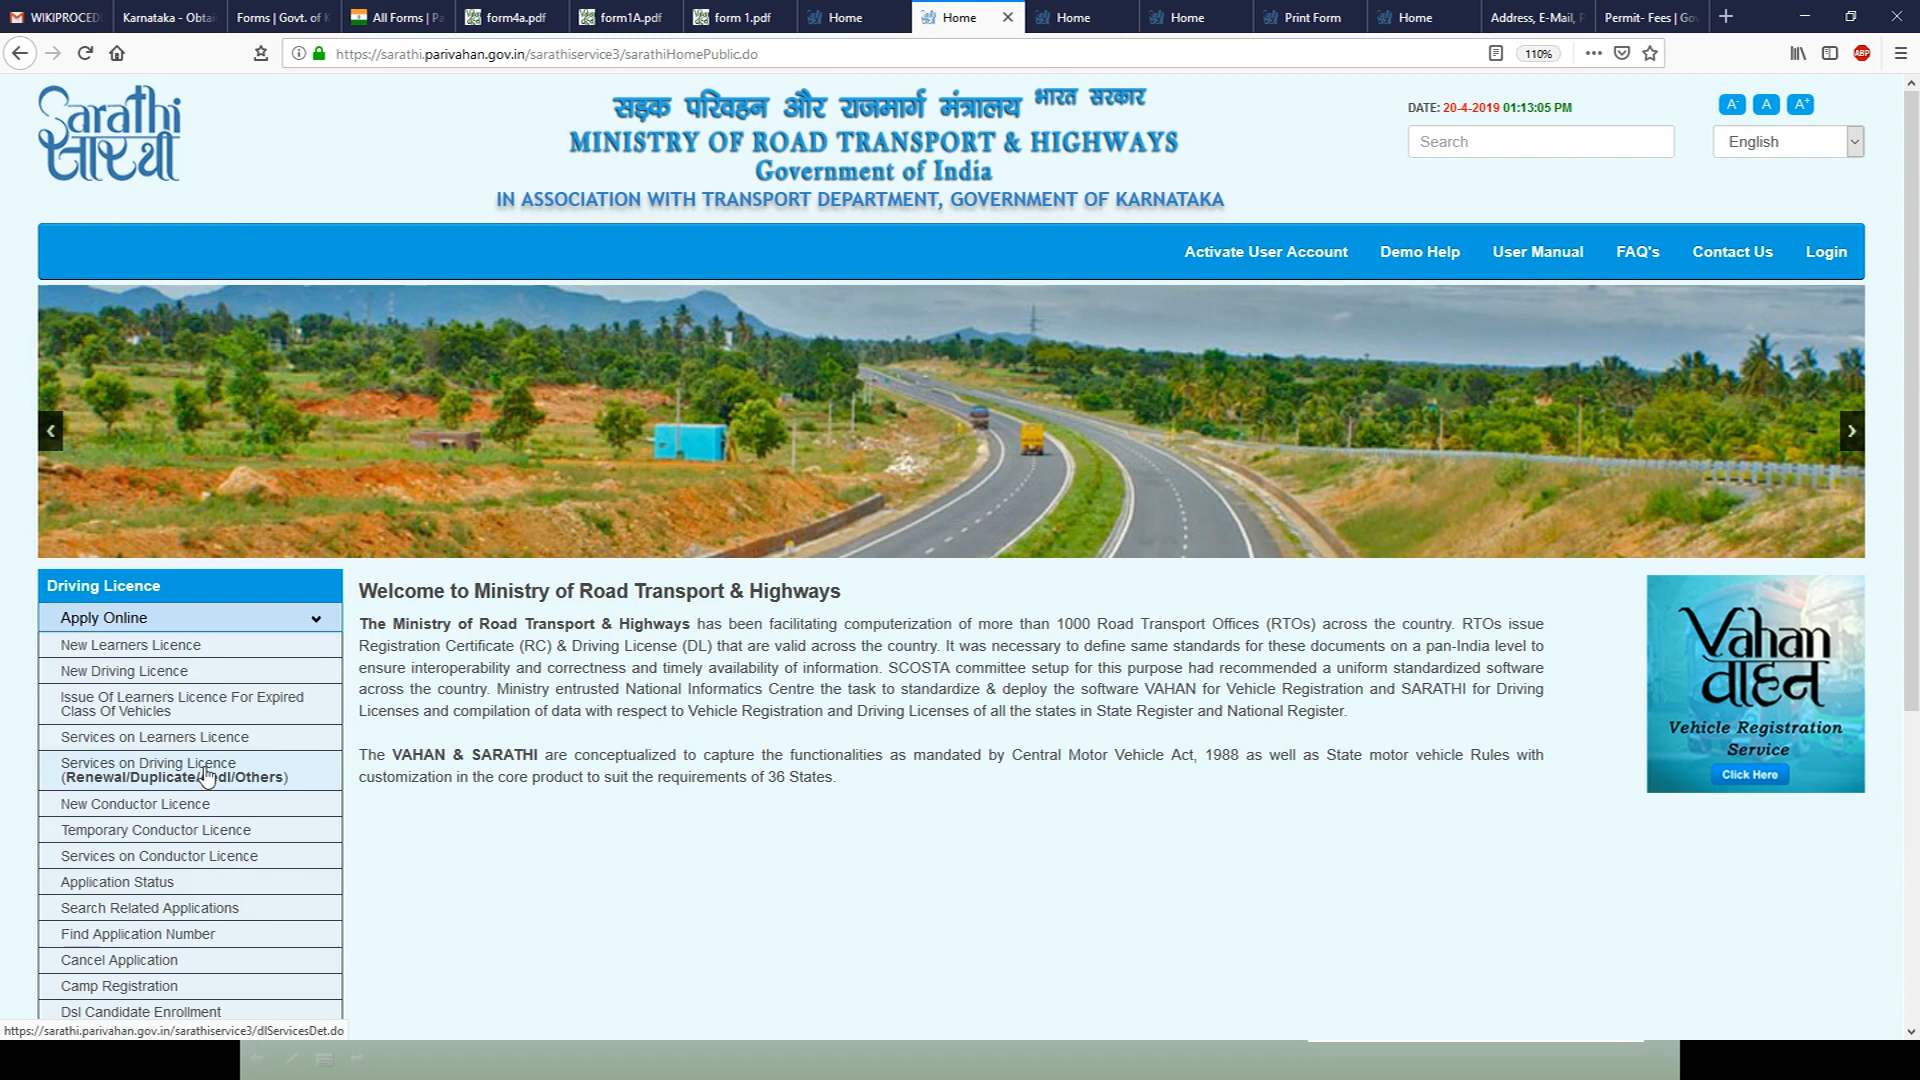 WIKIPROCED
Karnataka - Obtai
Forms | Govt. of K
All Forms | Pa
form4a.pdf
form1A.pdf
form 1.pdf
Home
Home
Home
Home
Print Form
Home
Address, E-Mail, P
Permit- Fees | Go
https://sarathi.parivahan.gov.in/sarathiservice3/sarathiHomePublic.do
110%
ABP
Sarathi
सारथी
सड़क परिवहन और राजमार्ग मंत्रालय भारत सरकार
MINISTRY OF ROAD TRANSPORT & HIGHWAYS
Government of India
IN ASSOCIATION WITH TRANSPORT DEPARTMENT, GOVERNMENT OF KARNATAKA
DATE: 20-4-2019 01:13:05 PM
A- A A+
Search
English
Activate User Account Demo Help User Manual FAQ's Contact Us Login
Driving Licence
Apply Online
New Learners Licence
New Driving Licence
Issue Of Learners Licence For Expired
Class Of Vehicles
Services on Learners Licence
Services on Driving Licence
(Renewal/Duplicate/ dl/Others)
New Conductor Licence
Temporary Conductor Licence
Services on Conductor Licence
Application Status
Search Related Applications
Find Application Number
Cancel Application
Camp Registration
Dsl Candidate Enrollment
Welcome to Ministry of Road Transport & Highways
The Ministry of Road Transport & Highways has been facilitating computerization of more than 1000 Road Transport Offices (RTOs) across the country. RTOs issue
Registration Certificate (RC) & Driving License (DL) that are valid across the country. It was necessary to define same standards for these documents on a pan-India level to
ensure interoperability and correctness and timely availability of information. SCOSTA committee setup for this purpose had recommended a uniform standardized software
across the country. Ministry entrusted National Informatics Centre the task to standardize & deploy the software VAHAN for Vehicle Registration and SARATHI for Driving
Licenses and compilation of data with respect to Vehicle Registration and Driving Licenses of all the states in State Register and National Register.
The VAHAN & SARATHI are conceptualized to capture the functionalities as mandated by Central Motor Vehicle Act, 1988 as well as State motor vehicle Rules with
customization in the core product to suit the requirements of 36 States.
Vahan
वाहन
Vehicle Registration
Service
Click Here
https://sarathi.parivahan.gov.in/sarathiservice3/dlServicesDet.do